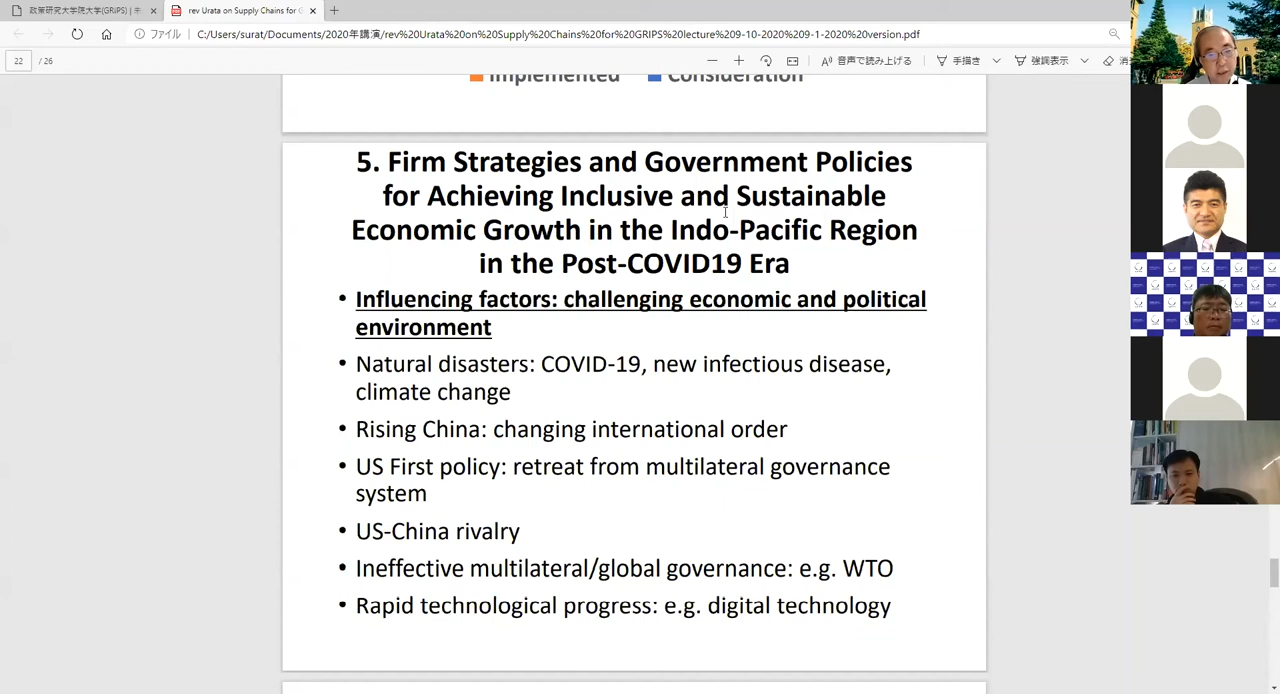 政策研究大学院大学(GRIPS) |
rev Urata on Supply Chains for G
ファイル
C:/Users/surat/Documents/2020年講演/rev%20Urata%20on%20Supply%20Chains%20for%20GRIPS%20lecture%209-10-2020%209-1-2020%20version.pdf
22 / 26
音声で読み上げる
手描き
強調表示
Implemented Consideration
5. Firm Strategies and Government Policies
for Achieving Inclusive and Sustainable
Economic Growth in the Indo-Pacific Region
in the Post-COVID19 Era
• Influencing factors: challenging economic and political
environment
• Natural disasters: COVID-19, new infectious disease,
climate change
• Rising China: changing international order
• US First policy: retreat from multilateral governance
system
• US-China rivalry
• Ineffective multilateral/global governance: e.g. WTO
• Rapid technological progress: e.g. digital technology